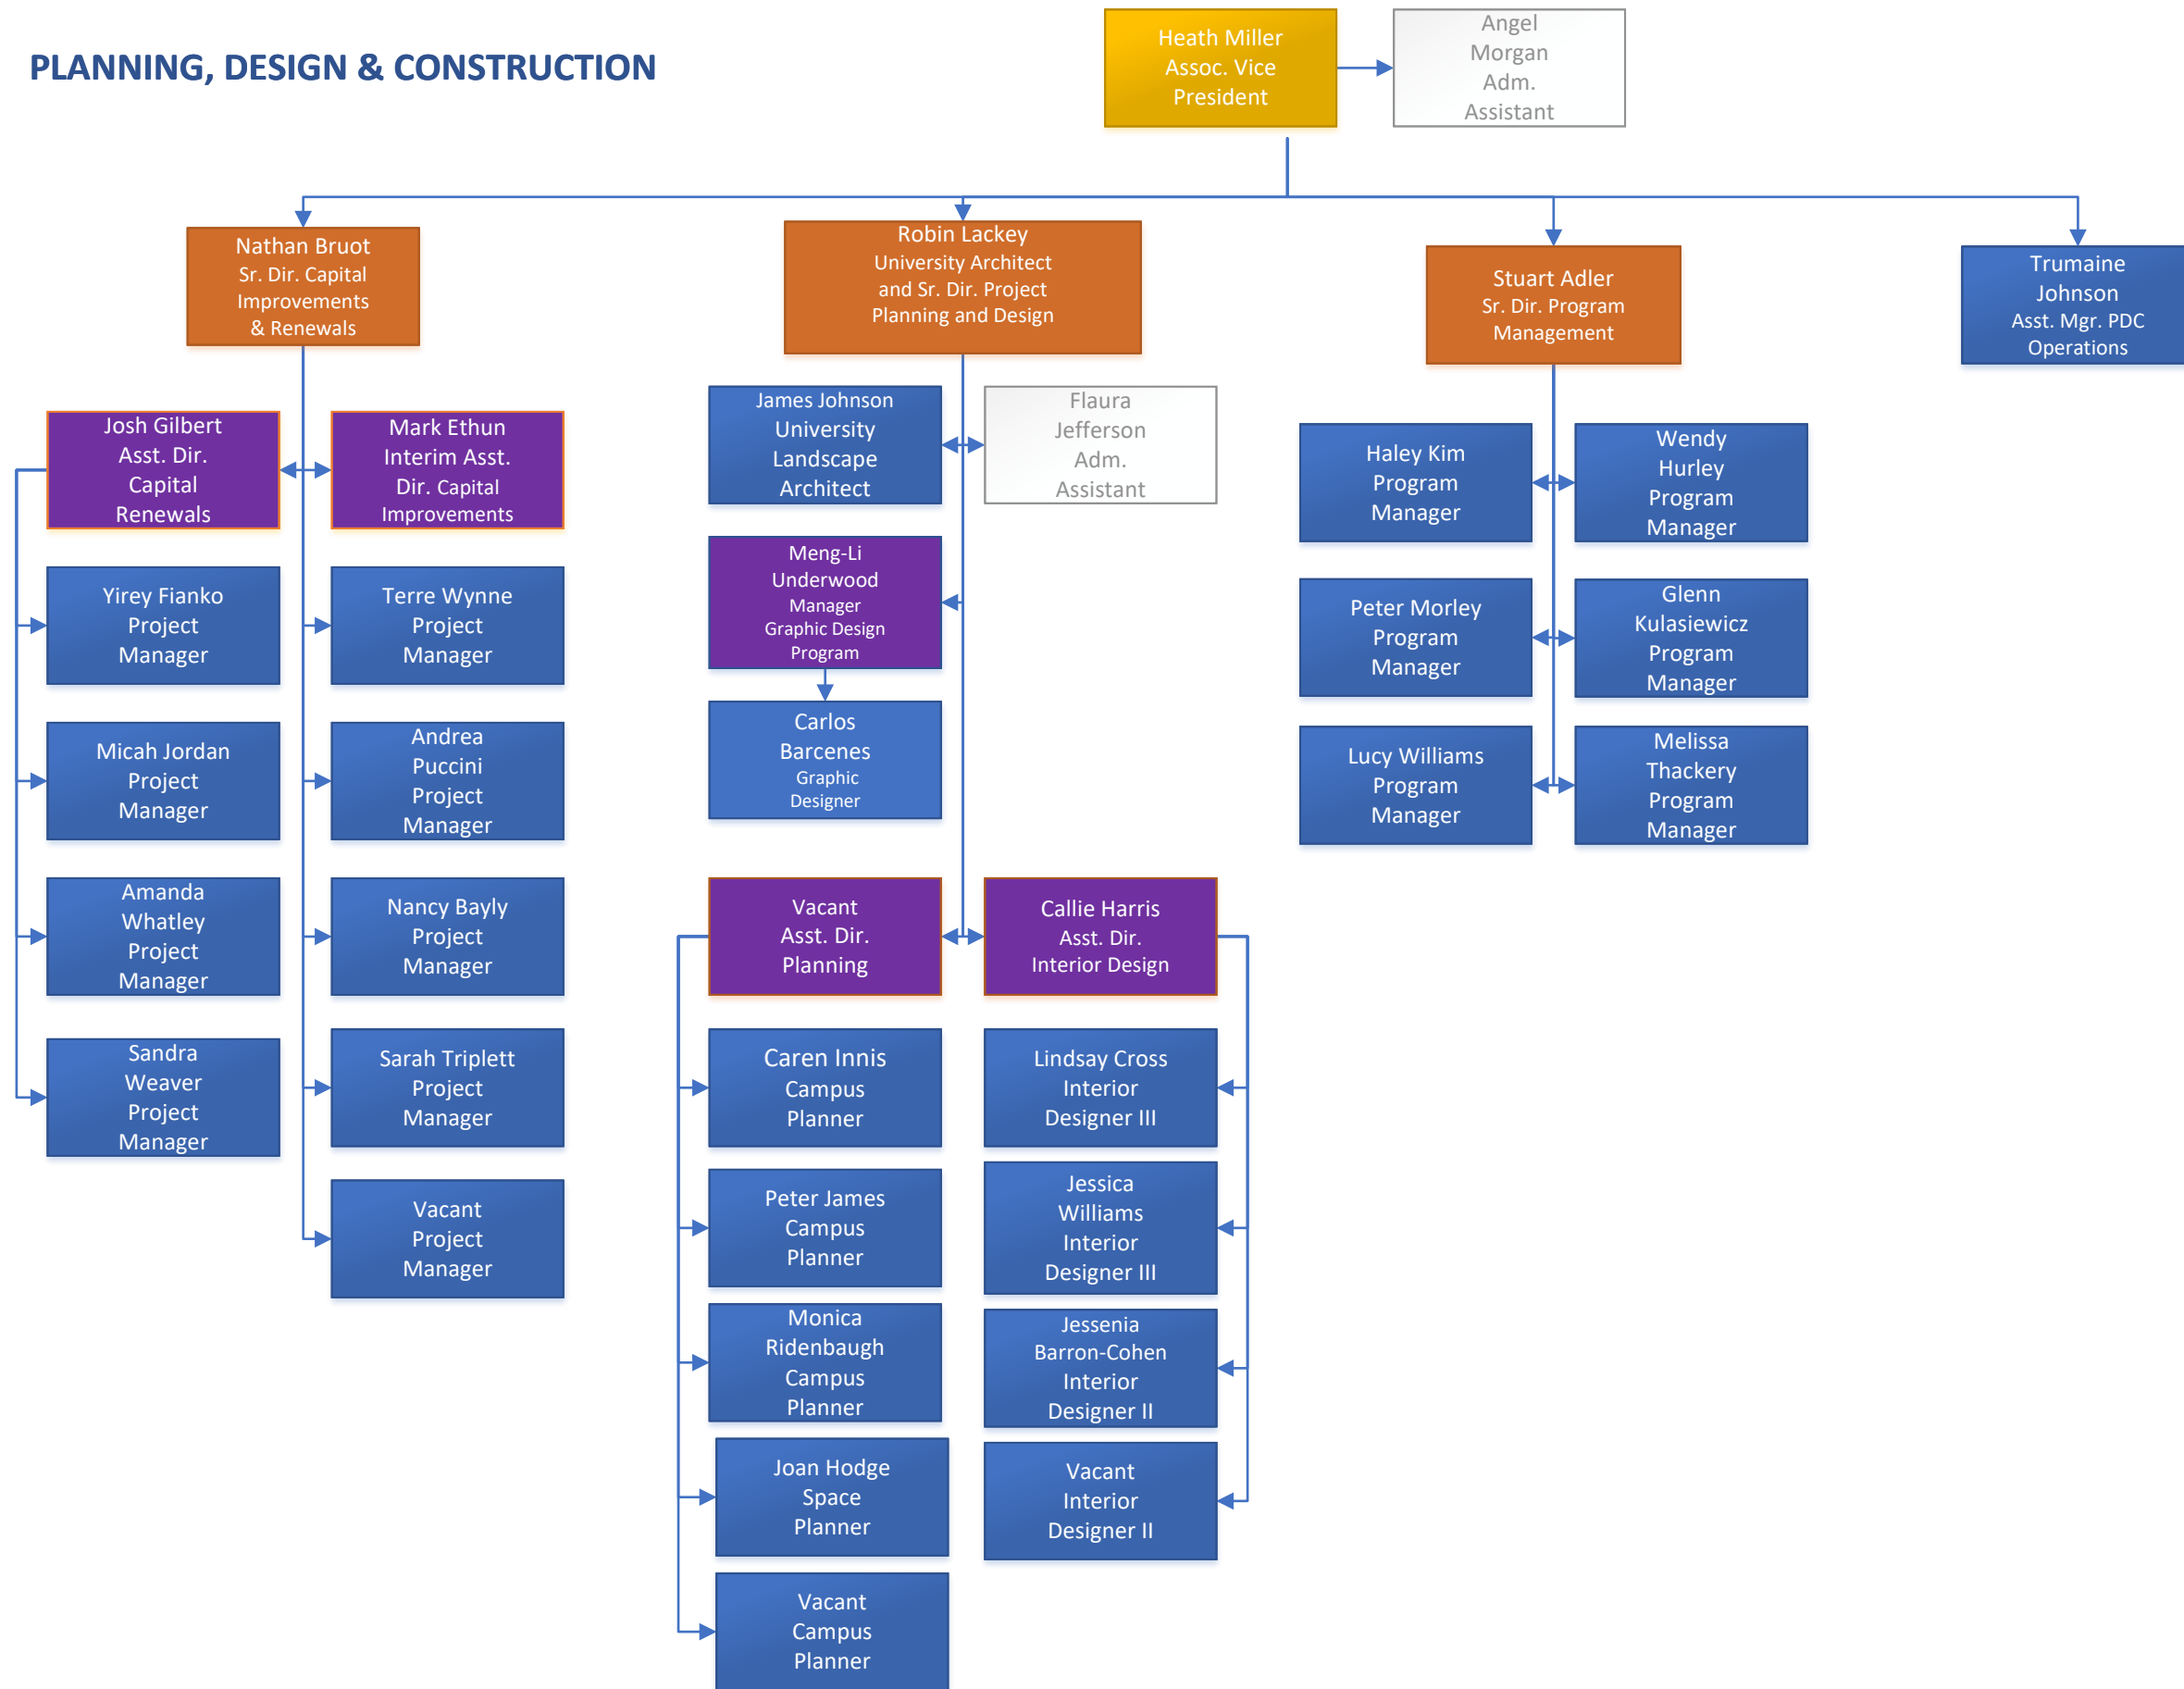 PLANNING, DESIGN & CONSTRUCTION
Heath Miller
Assoc. Vice
President
Angel
Morgan
Adm.
Assistant
Nathan Bruot
Sr. Dir. Capital
Improvements
& Renewals
Robin Lackey
University Architect
and Sr. Dir. Project
Planning and Design
Stuart Adler
Sr. Dir. Program
Management
Trumaine
Johnson
Asst. Mgr. PDC
Operations
Josh Gilbert
Asst. Dir.
Capital
Renewals
Mark Ethun
Interim Asst.
Dir. Capital
Improvements
Yirey Fianko
Project
Manager
Terre Wynne
Project
Manager
Micah Jordan
Project
Manager
Andrea
Puccini
Project
Manager
Amanda
Whatley
Project
Manager
Nancy Bayly
Project
Manager
Sandra
Weaver
Project
Manager
Sarah Triplett
Project
Manager
Vacant
Project
Manager
James Johnson
University
Landscape
Architect
Flaura
Jefferson
Adm.
Assistant
Meng-Li
Underwood
Manager
Graphic Design
Program
Carlos
Barcenes
Graphic
Designer
Vacant
Asst. Dir.
Planning
Callie Harris
Asst. Dir.
Interior Design
Caren Innis
Campus
Planner
Lindsay Cross
Interior
Designer III
Peter James
Campus
Planner
Jessica
Williams
Interior
Designer III
Monica
Ridenbaugh
Campus
Planner
Jessenia
Barron-Cohen
Interior
Designer II
Joan Hodge
Space
Planner
Vacant
Interior
Designer II
Vacant
Campus
Planner
Haley Kim
Program
Manager
Wendy
Hurley
Program
Manager
Peter Morley
Program
Manager
Glenn
Kulasiewicz
Program
Manager
Lucy Williams
Program
Manager
Melissa
Thackery
Program
Manager